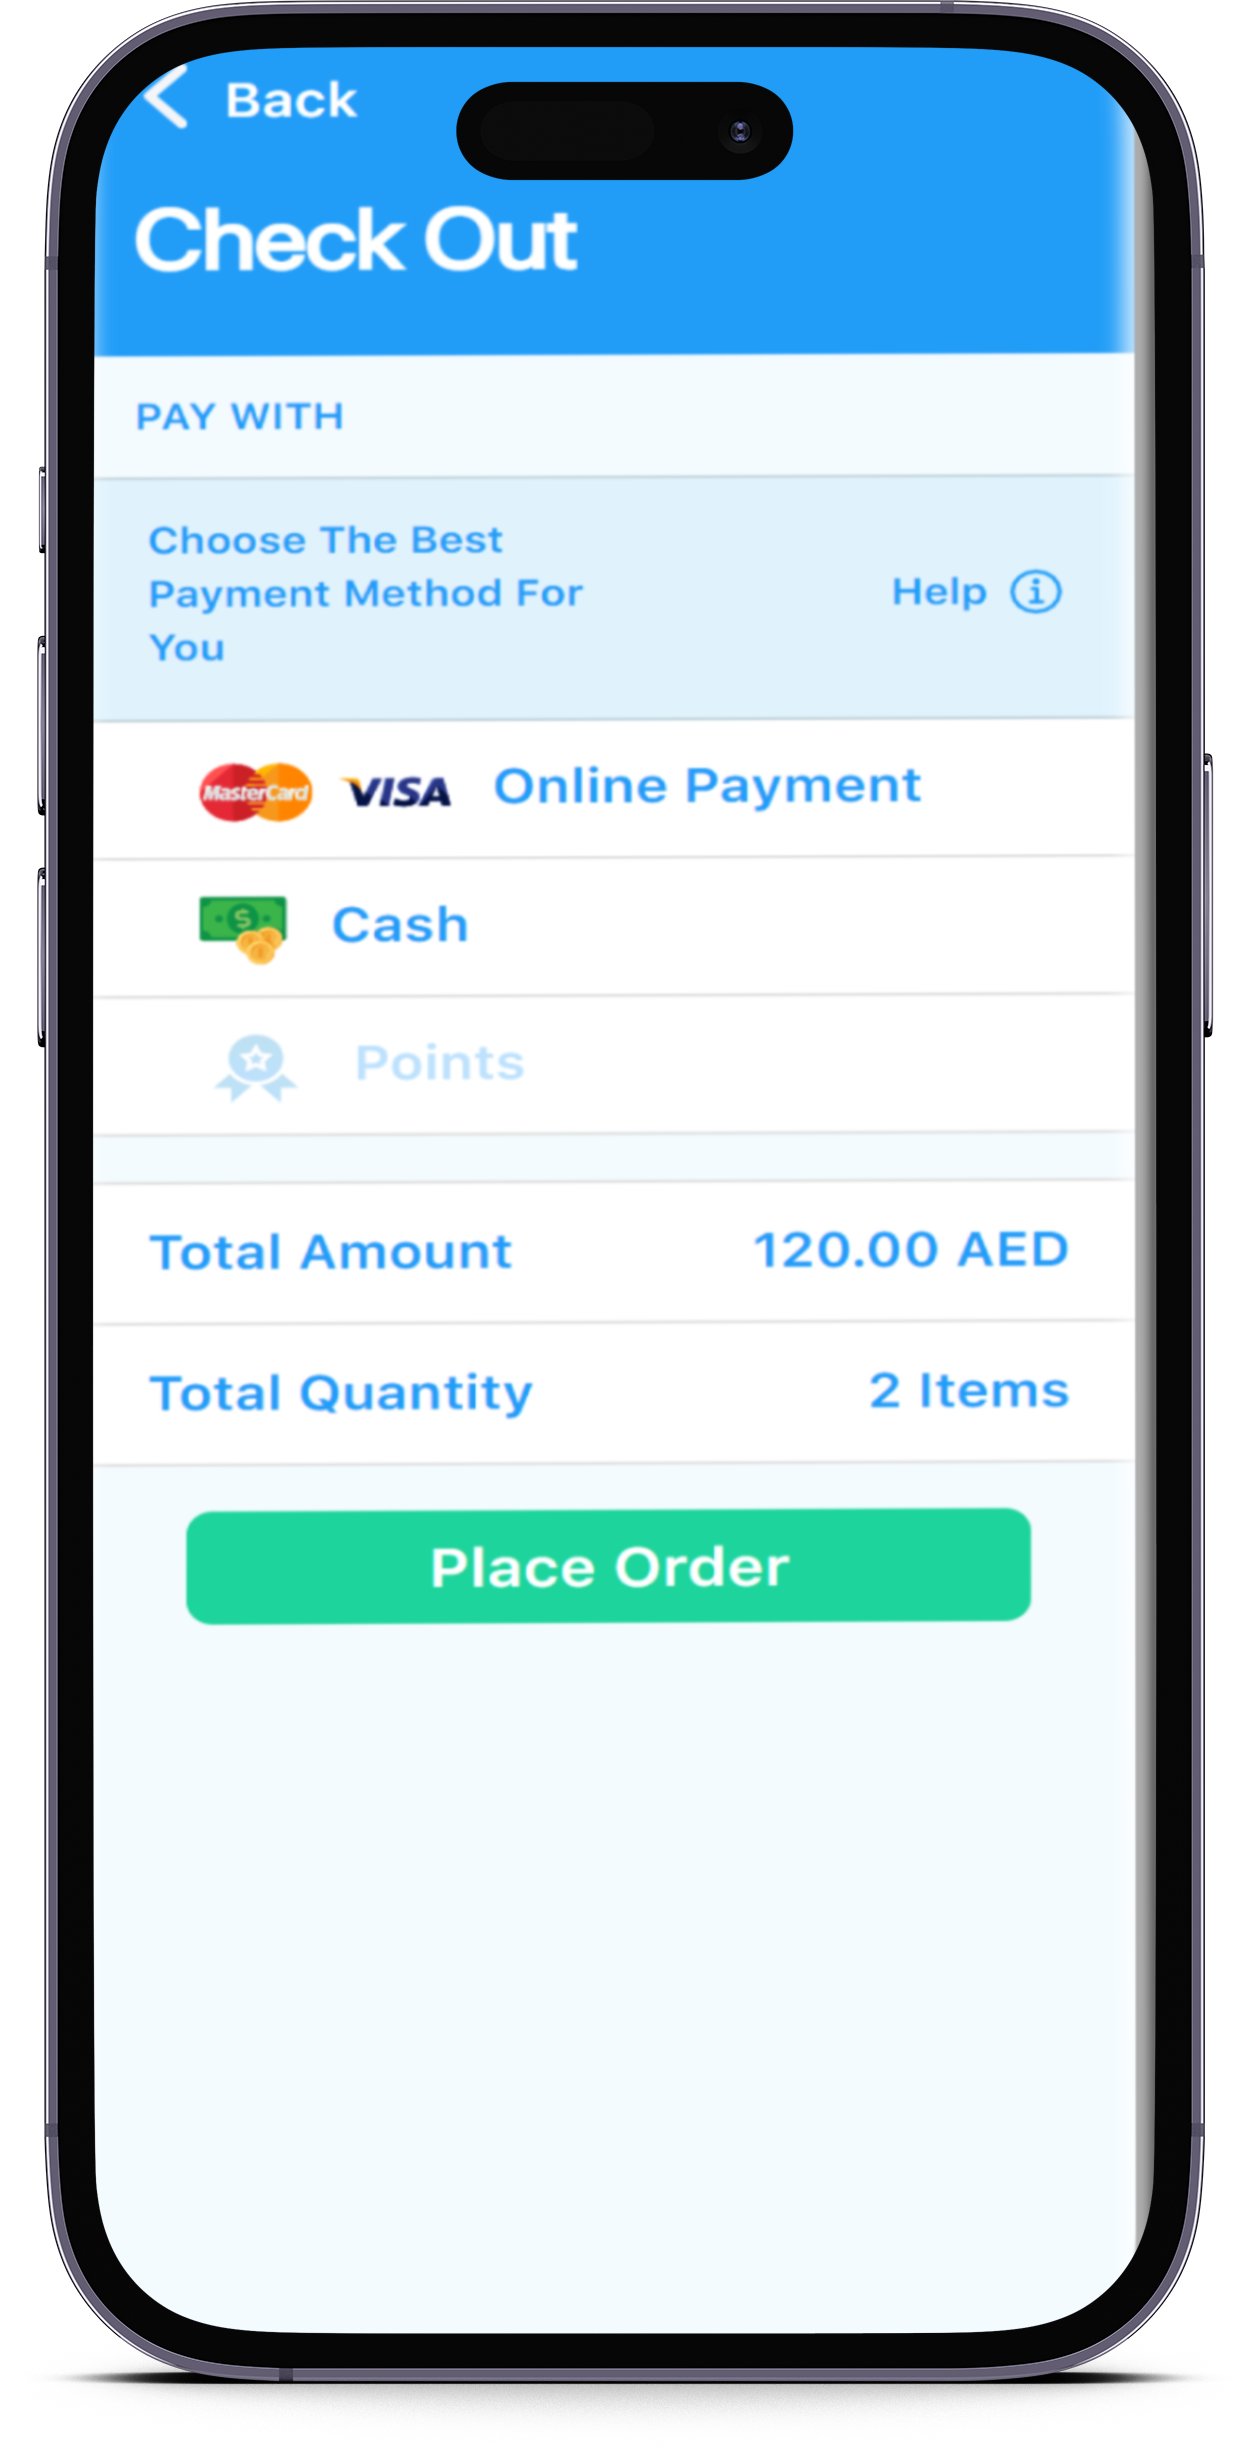 Back
Check Out
PAY WITH
Choose The Best
Payment Method For
You
Help
MasterCard VISA Online Payment
Cash
Points
Total Amount 120.00 AED
Total Quantity 2 Items
Place Order